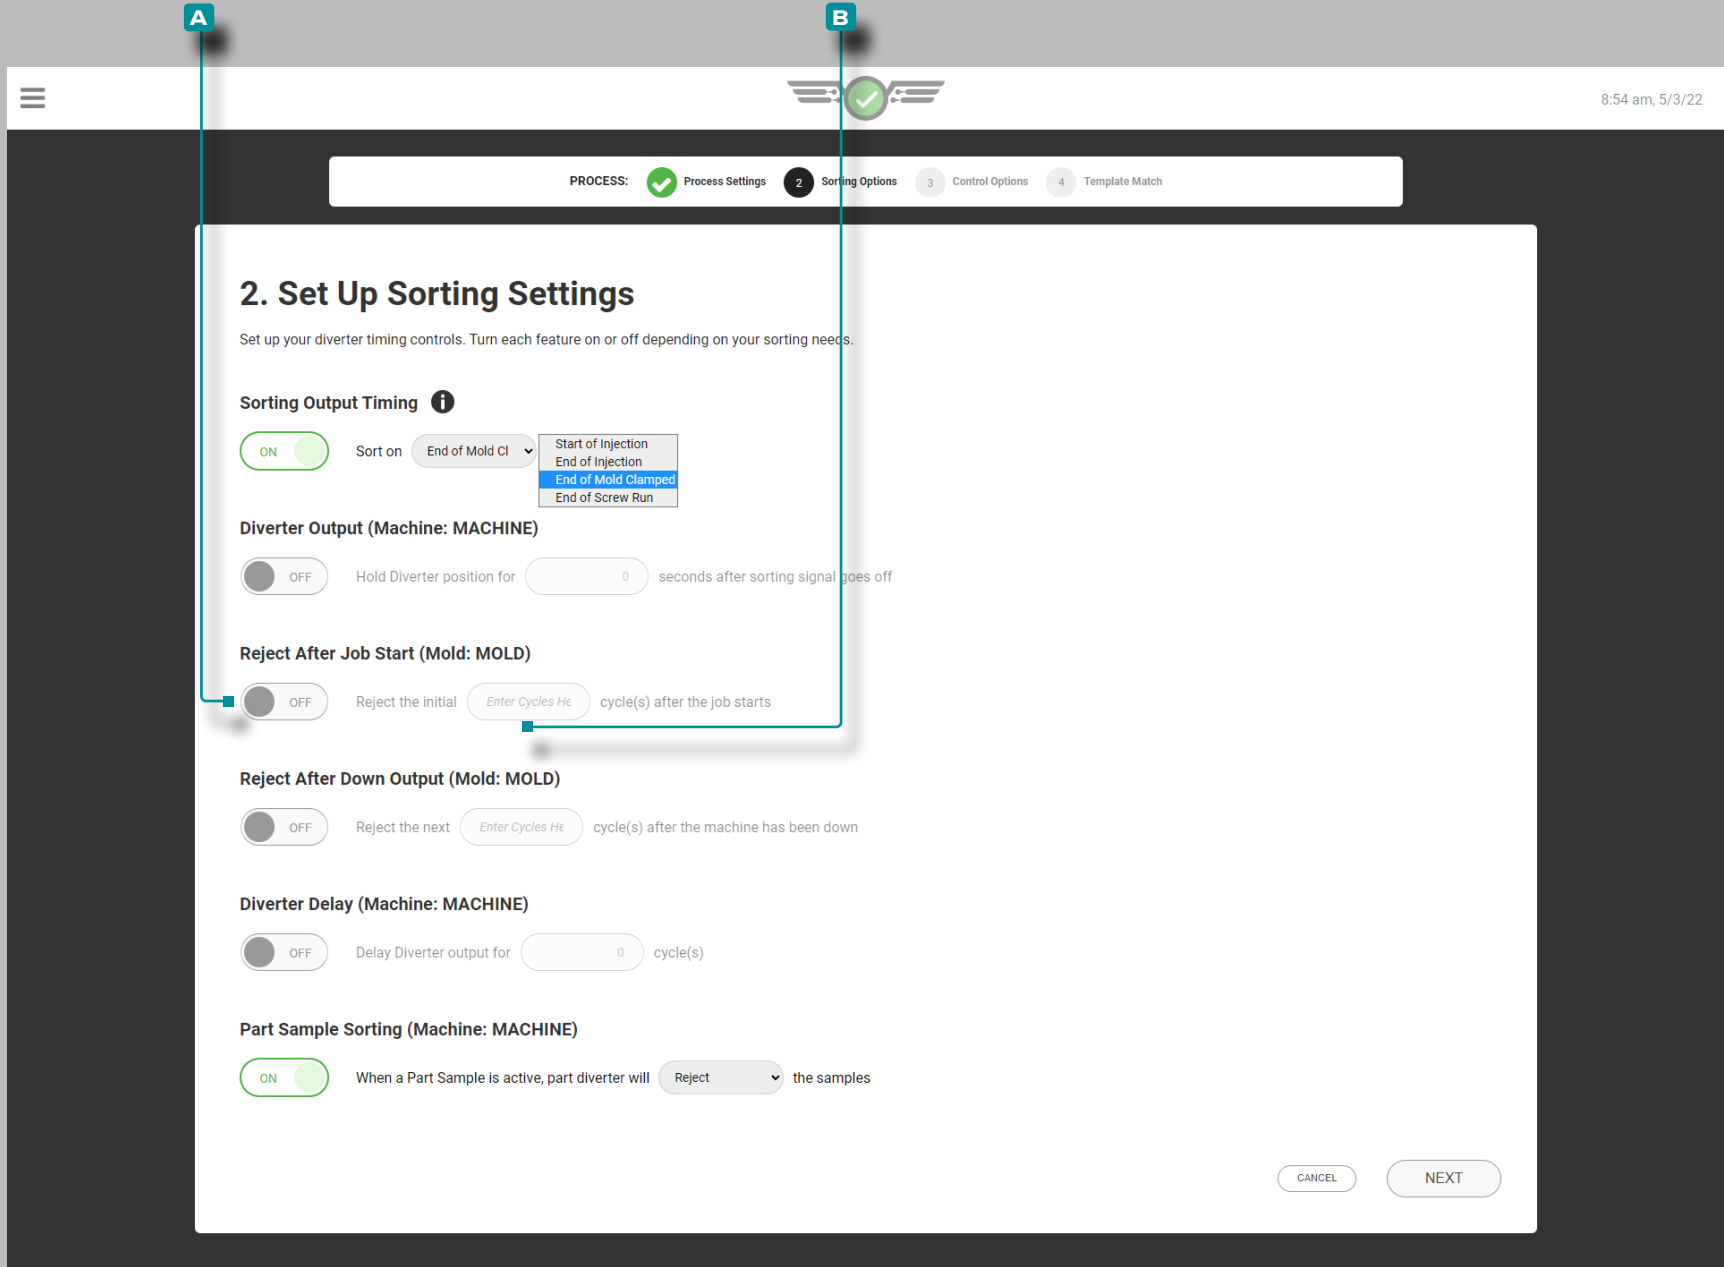 A B
8:54 am, 5/3/22
PROCESS: Process Settings 2 Sorting Options 3 Control Options 4 Template Match
2. Set Up Sorting Settings
Set up your diverter timing controls. Turn each feature on or off depending on your sorting needs.
Sorting Output Timing i
ON Sort on End of Mold Cl
Start of Injection
End of Injection
End of Mold Clamped
End of Screw Run
Diverter Output (Machine: MACHINE)
OFF Hold Diverter position for 0 seconds after sorting signal goes off
Reject After Job Start (Mold: MOLD)
OFF Reject the initial Enter Cycles He cycle(s) after the job starts
Reject After Down Output (Mold: MOLD)
OFF Reject the next Enter Cycles He cycle(s) after the machine has been down
Diverter Delay (Machine: MACHINE)
OFF Delay Diverter output for 0 cycle(s)
Part Sample Sorting (Machine: MACHINE)
ON When a Part Sample is active, part diverter will Reject the samples
CANCEL NEXT